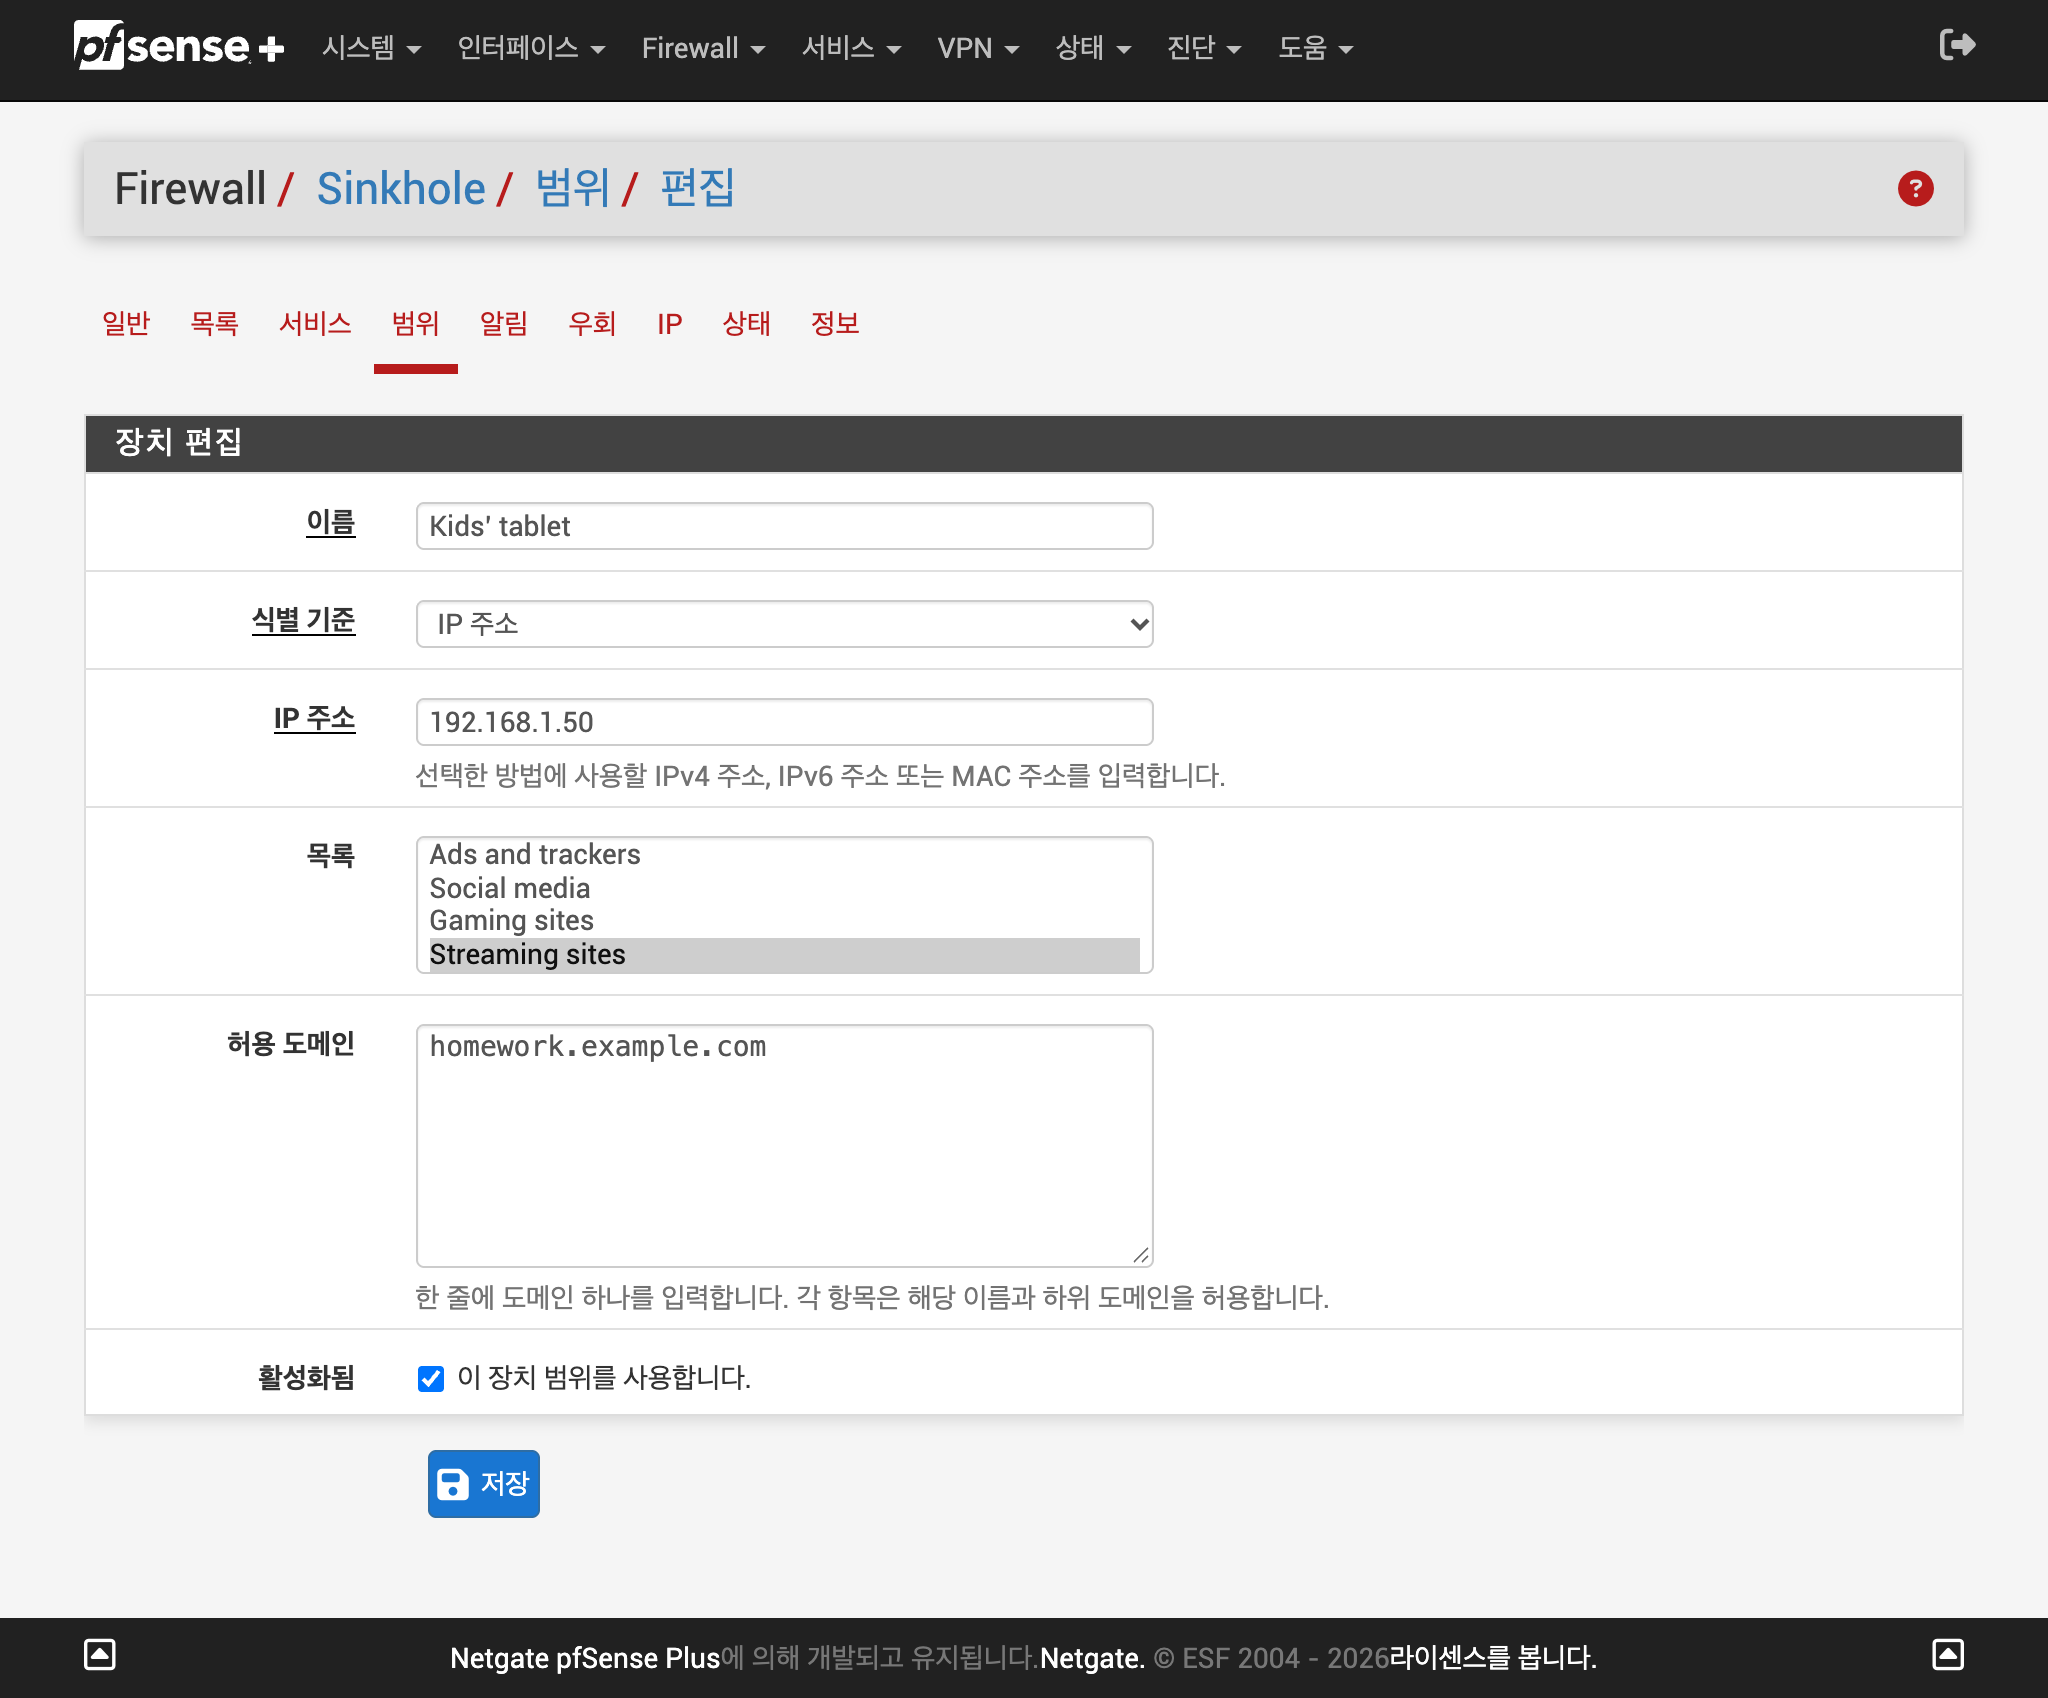 pfsense+ 시스템 인터페이스 Firewall 서비스 VPN 상태 진단 도움
Firewall / Sinkhole / 범위 / 편집 ?
일반 목록 서비스 범위 알림 우회 IP 상태 정보
장치 편집
이름 Kids' tablet
식별 기준 IP 주소
IP 주소 192.168.1.50
선택한 방법에 사용할 IPv4 주소, IPv6 주소 또는 MAC 주소를 입력합니다.
목록 Ads and trackers
Social media
Gaming sites
Streaming sites
허용 도메인 homework.example.com
한 줄에 도메인 하나를 입력합니다. 각 항목은 해당 이름과 하위 도메인을 허용합니다.
활성화됨 이 장치 범위를 사용합니다.
저장
Netgate pfSense Plus에 의해 개발되고 유지됩니다.Netgate. © ESF 2004 - 2026라이센스를 봅니다.